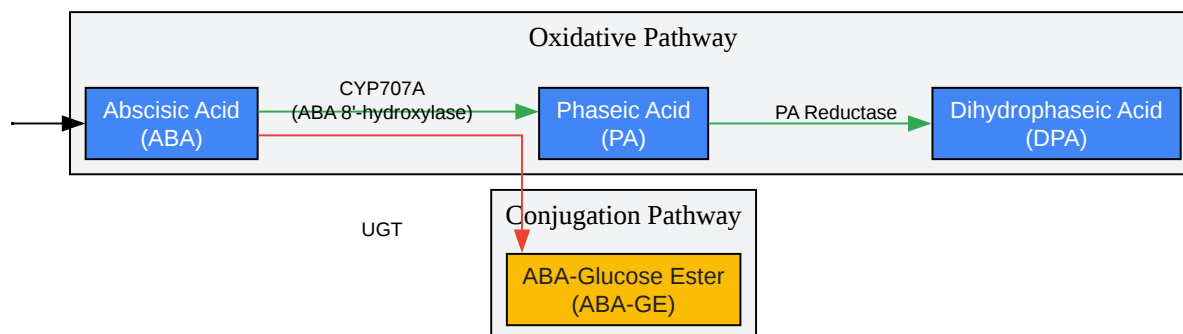 Oxidative Pathway
Abscisic Acid
(ABA)
CYP707A
(ABA 8'-hydroxylase)
Phaseic Acid
(PA)
PA Reductase
Dihydrophaseic Acid
(DPA)
UGT
Conjugation Pathway
ABA-Glucose Ester
(ABA-GE)